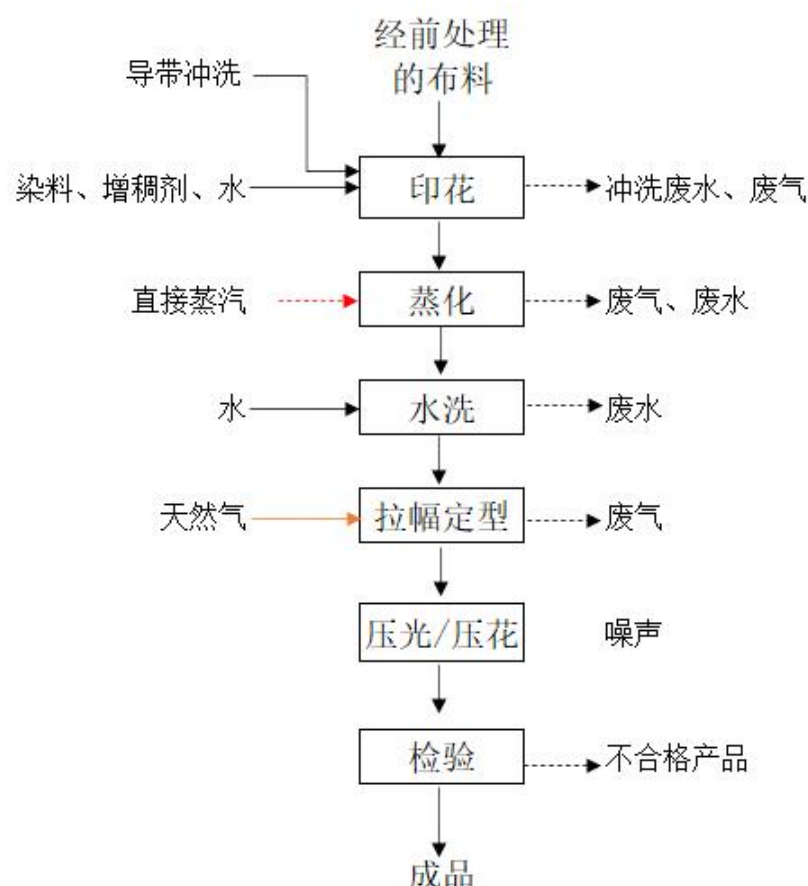 经前处理
的布料
导带冲洗
染料、增稠剂、水
印花
冲洗废水、废气
直接蒸汽
蒸化
废气、废水
水
水洗
废水
天然气
拉幅定型
废气
压光/压花
噪声
检验
不合格产品
成品